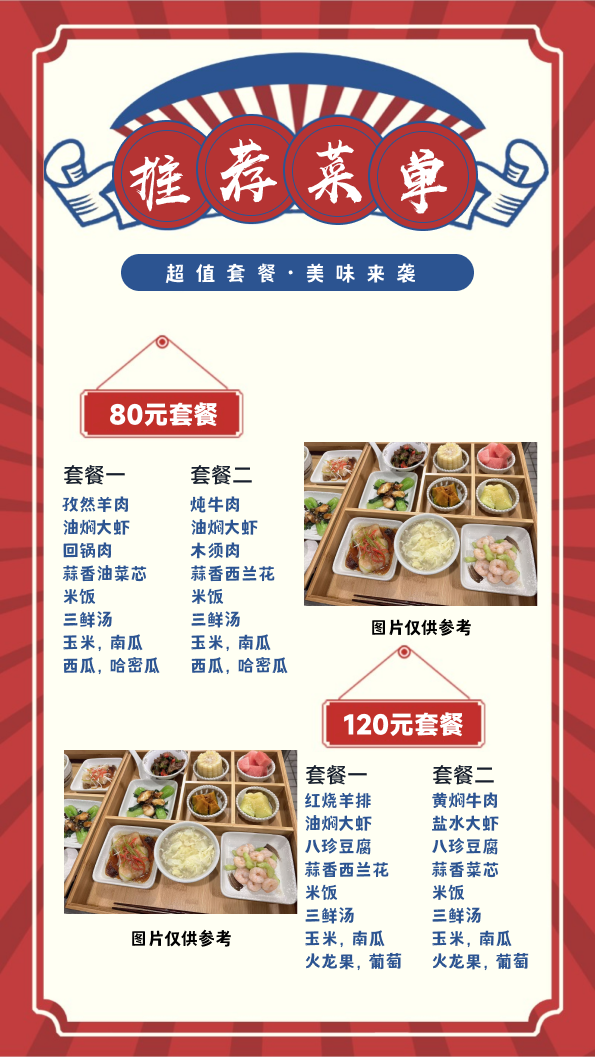 推荐菜单
超值套餐·美味来袭
80元套餐
套餐一
孜然羊肉
油焖大虾
回锅肉
蒜香油菜芯
米饭
三鲜汤
玉米, 南瓜
西瓜, 哈密瓜
套餐二
炖牛肉
油焖大虾
木须肉
蒜香西兰花
米饭
三鲜汤
玉米, 南瓜
西瓜, 哈密瓜
图片仅供参考
120元套餐
套餐一
红烧羊排
油焖大虾
八珍豆腐
蒜香西兰花
米饭
三鲜汤
玉米, 南瓜
火龙果, 葡萄
套餐二
黄焖牛肉
盐水大虾
八珍豆腐
蒜香菜芯
米饭
三鲜汤
玉米, 南瓜
火龙果, 葡萄
图片仅供参考